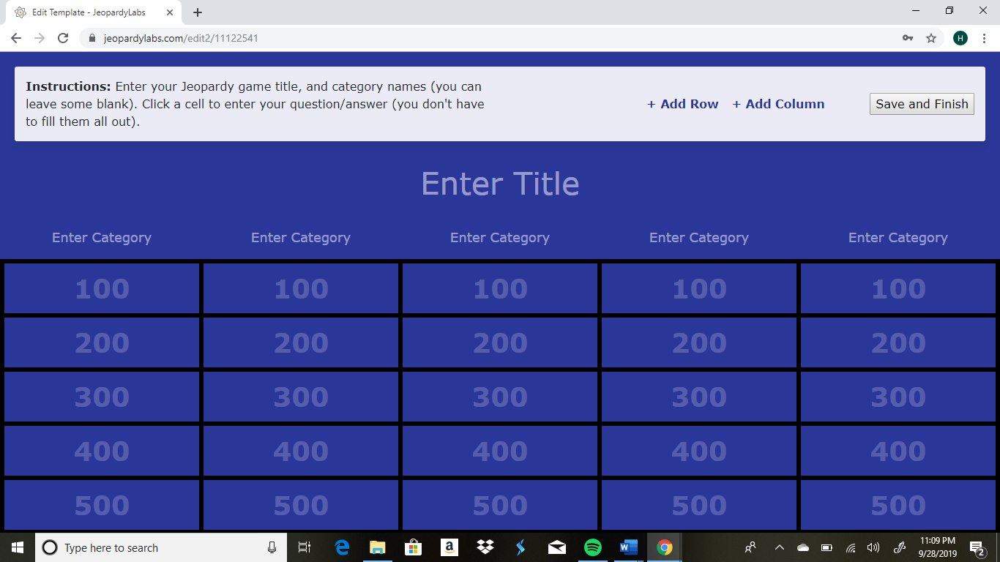 Edit Template - JeopardyLabs
jeopardylabs.com/edit2/11122541
H
Instructions: Enter your Jeopardy game title, and category names (you can
leave some blank). Click a cell to enter your question/answer (you don't have
to fill them all out).
+ Add Row + Add Column Save and Finish
Enter Title
Enter Category Enter Category Enter Category Enter Category Enter Category
100 100 100 100 100
200 200 200 200 200
300 300 300 300 300
400 400 400 400 400
500 500 500 500 500
Type here to search
11:09 PM
9/28/2019
2